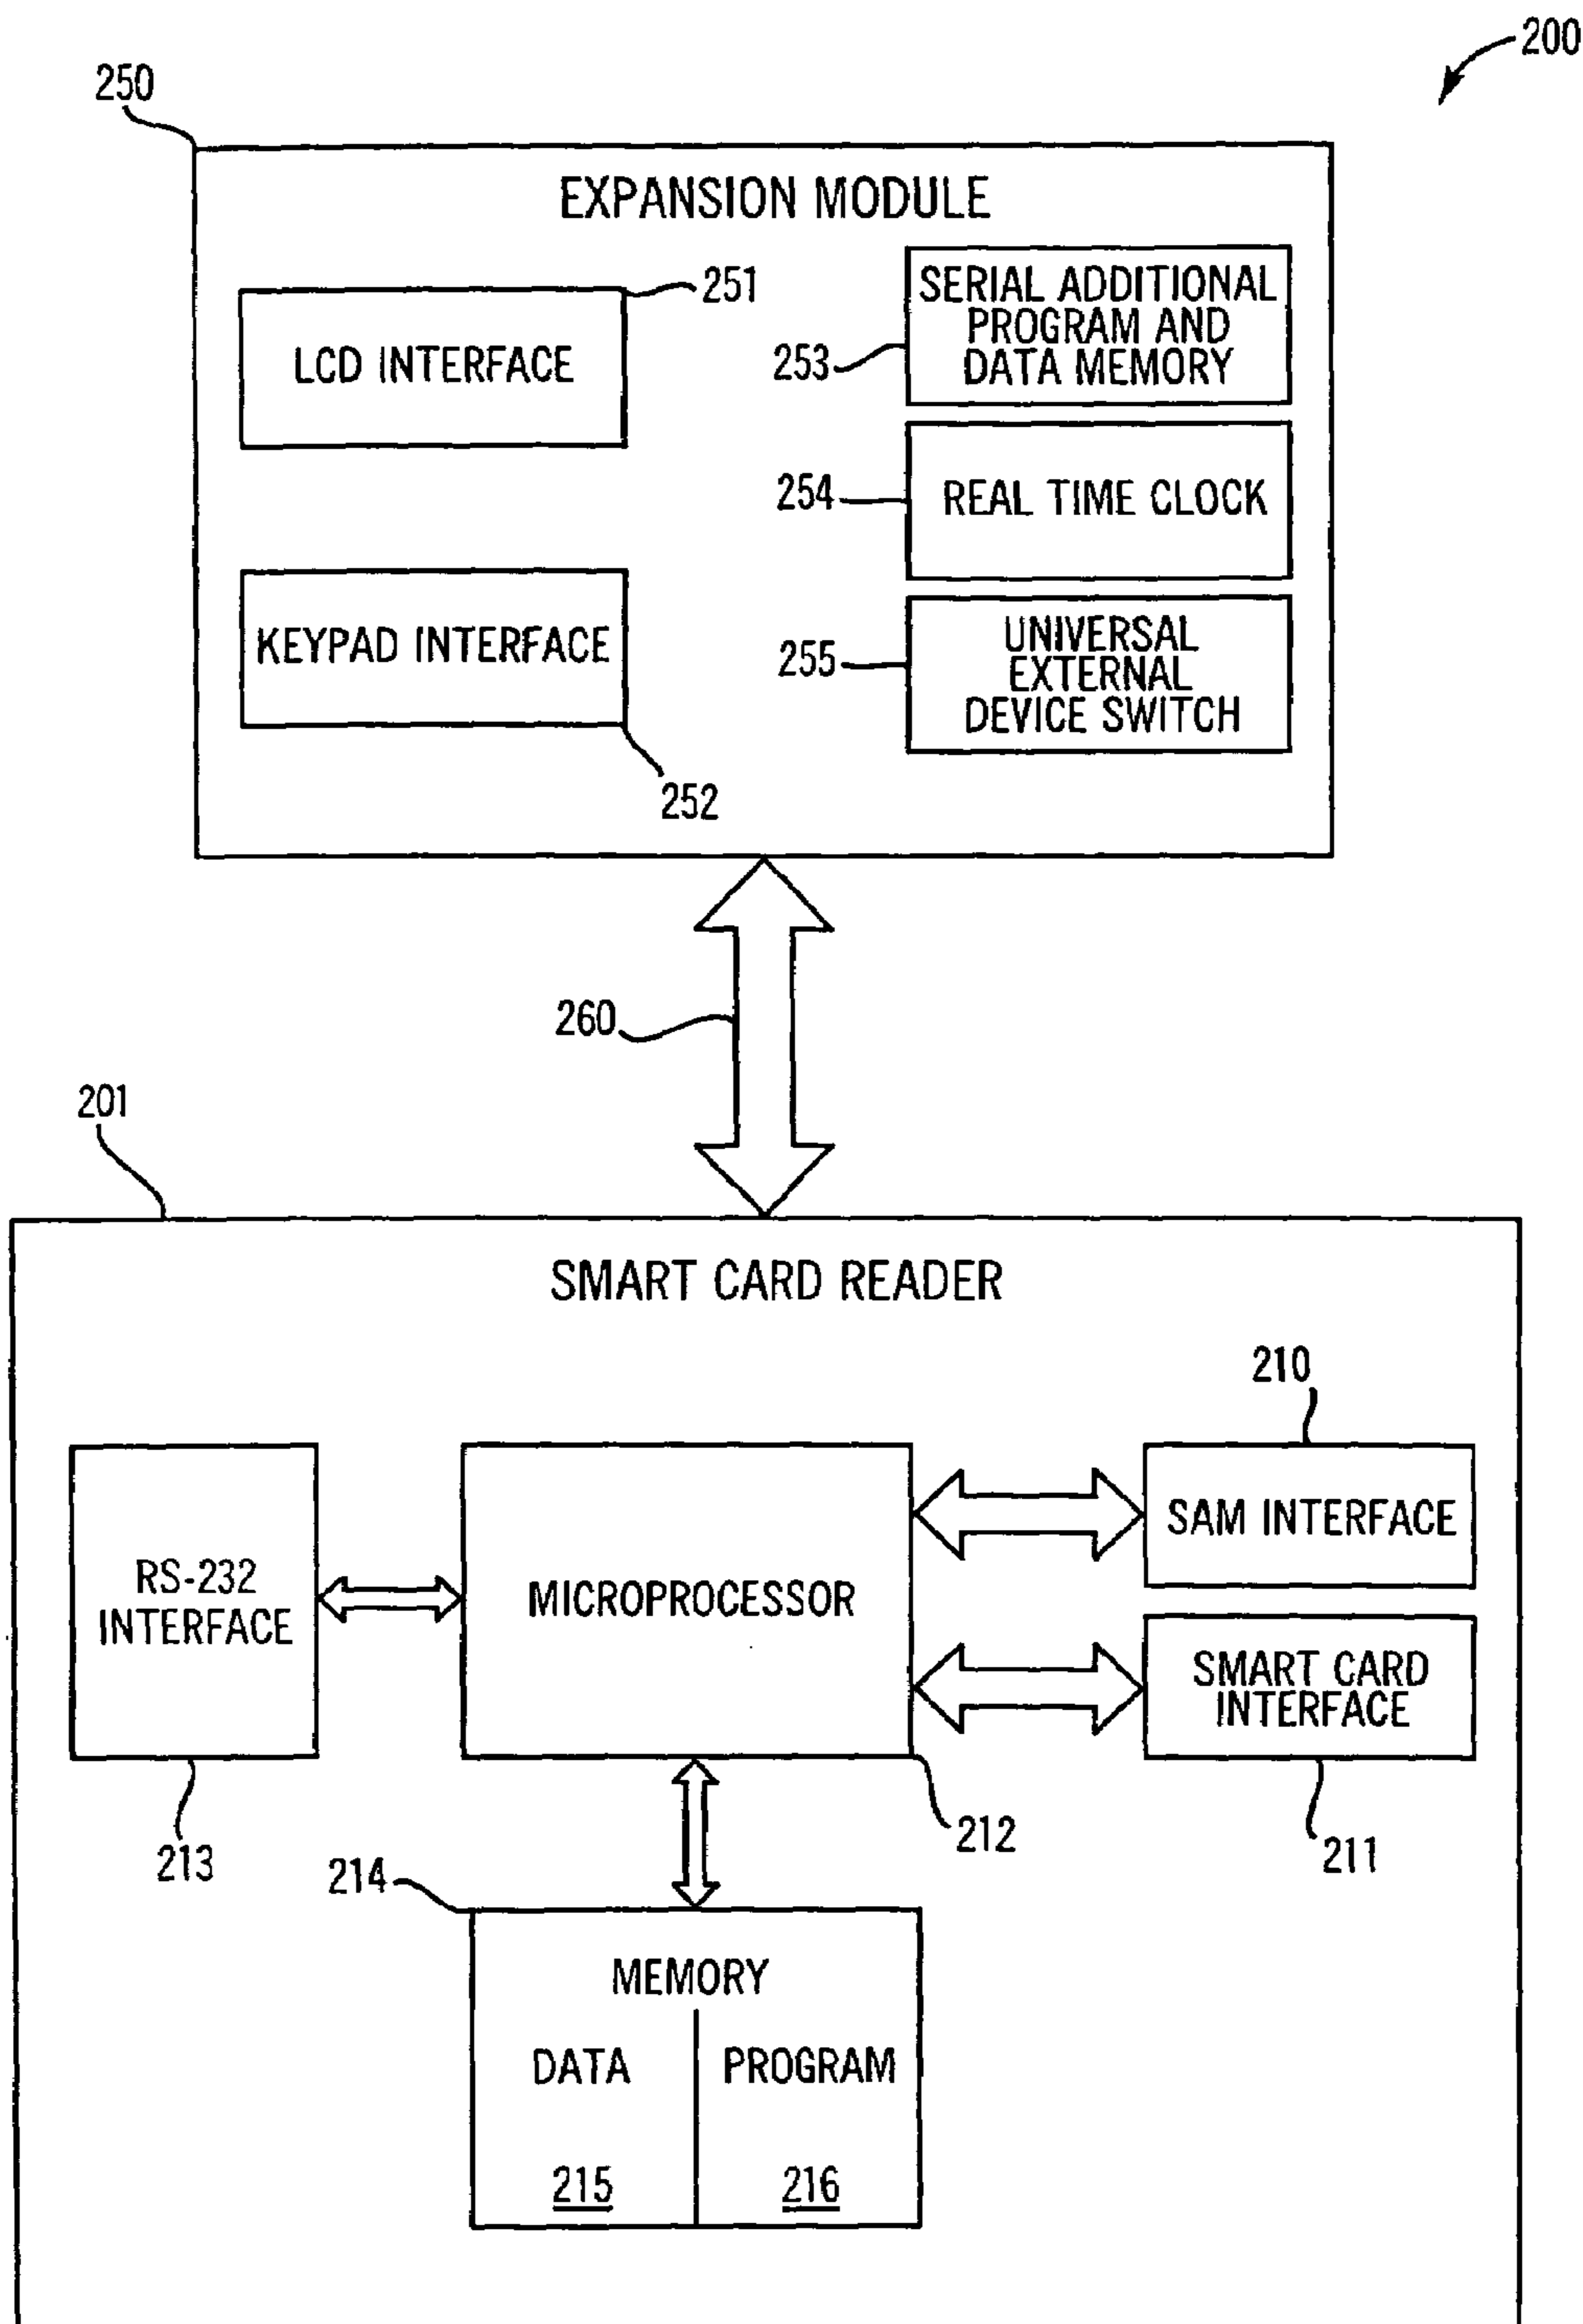 200
250
EXPANSION MODULE
251
LCD INTERFACE
253
SERIAL ADDITIONAL
PROGRAM AND
DATA MEMORY
254
REAL TIME CLOCK
KEYPAD INTERFACE
252
255
UNIVERSAL
EXTERNAL
DEVICE SWITCH
260
201
SMART CARD READER
210
RS-232
INTERFACE
213
MICROPROCESSOR
212
SAM INTERFACE
SMART CARD
INTERFACE
211
214
MEMORY
DATA
215
PROGRAM
216